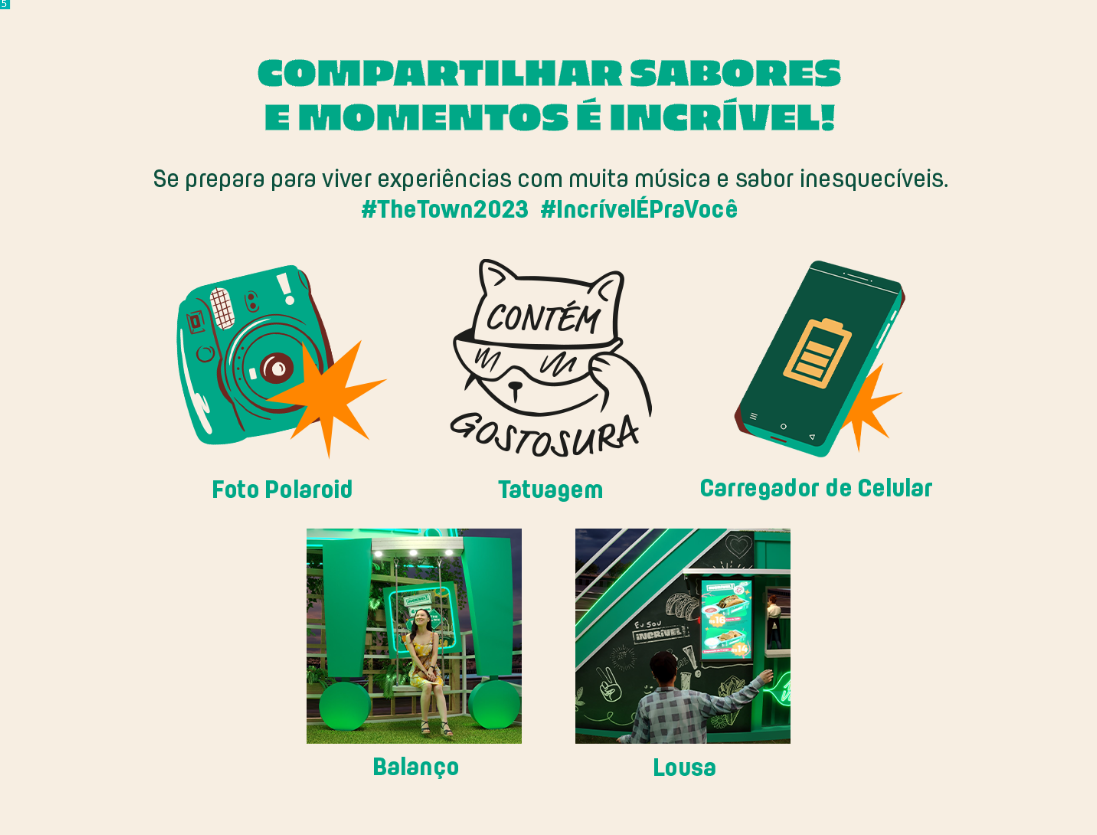 5
COMPARTILHAR SABORES
E MOMENTOS É INCRÍVEL!
Se prepara para viver experiências com muita música e sabor inesquecíveis.
#TheTown2023 #IncrívelÉPraVocê
CONTÉM
GOSTOSURA
Foto Polaroid
Tatuagem
Carregador de Celular
EU SOU
INCRÍVEL!
Balanço
Lousa